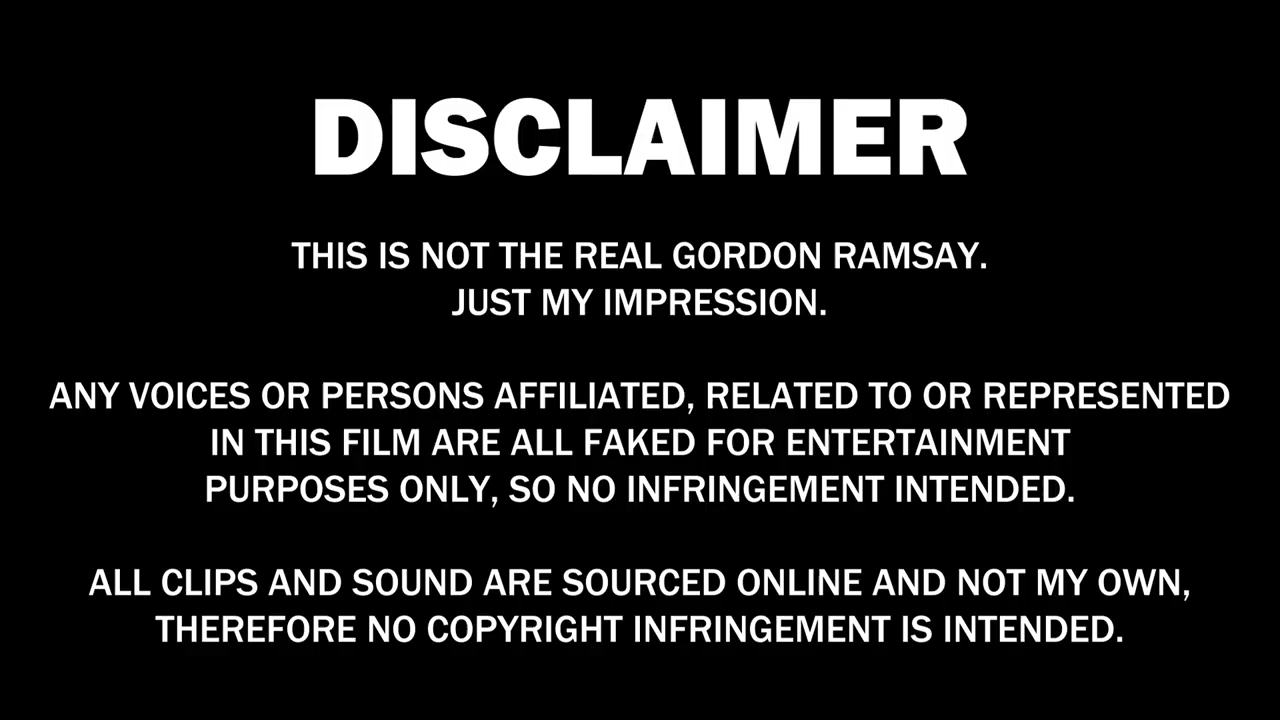 DISCLAIMER
THIS IS NOT THE REAL GORDON RAMSAY.
JUST MY IMPRESSION.
ANY VOICES OR PERSONS AFFILIATED, RELATED TO OR REPRESENTED
IN THIS FILM ARE ALL FAKED FOR ENTERTAINMENT
PURPOSES ONLY, SO NO INFRINGEMENT INTENDED.
ALL CLIPS AND SOUND ARE SOURCED ONLINE AND NOT MY OWN,
THEREFORE NO COPYRIGHT INFRINGEMENT IS INTENDED.